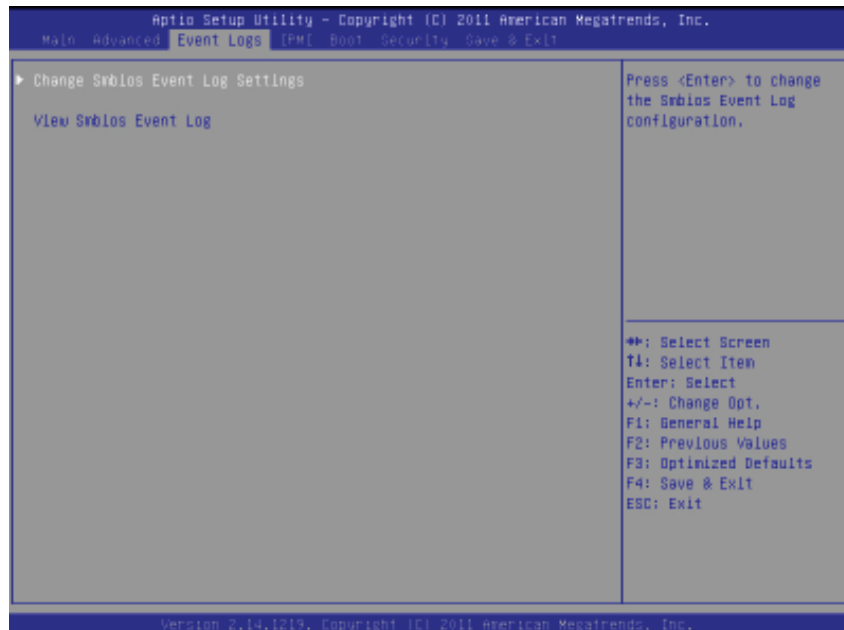 Aptio Setup Utility - Copyright (C) 2011 American Megatrends, Inc.
Main Advanced Event Logs IPMI Boot Security Save & Exit
Change Smbios Event Log Settings
View Smbios Event Log
Press <Enter> to change
the Smbios Event Log
configuration.
→←: Select Screen
↑↓: Select Item
Enter: Select
+/-: Change Opt.
F1: General Help
F2: Previous Values
F3: Optimized Defaults
F4: Save & Exit
ESC: Exit
Version 2.14.1219. Copyright (C) 2011 American Megatrends, Inc.